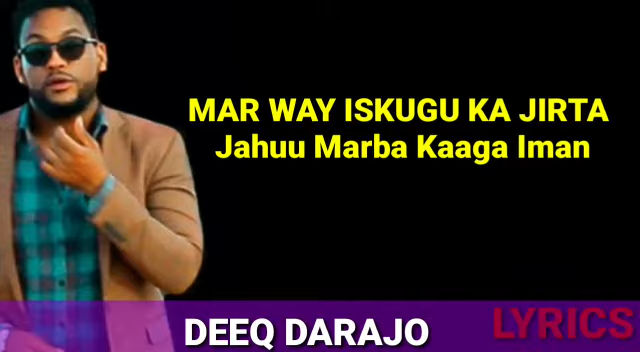 MAR WAY ISKUGU KA JIRTA
Jahuu Marba Kaaga Iman
DEEQ DARAJO
LYRICS